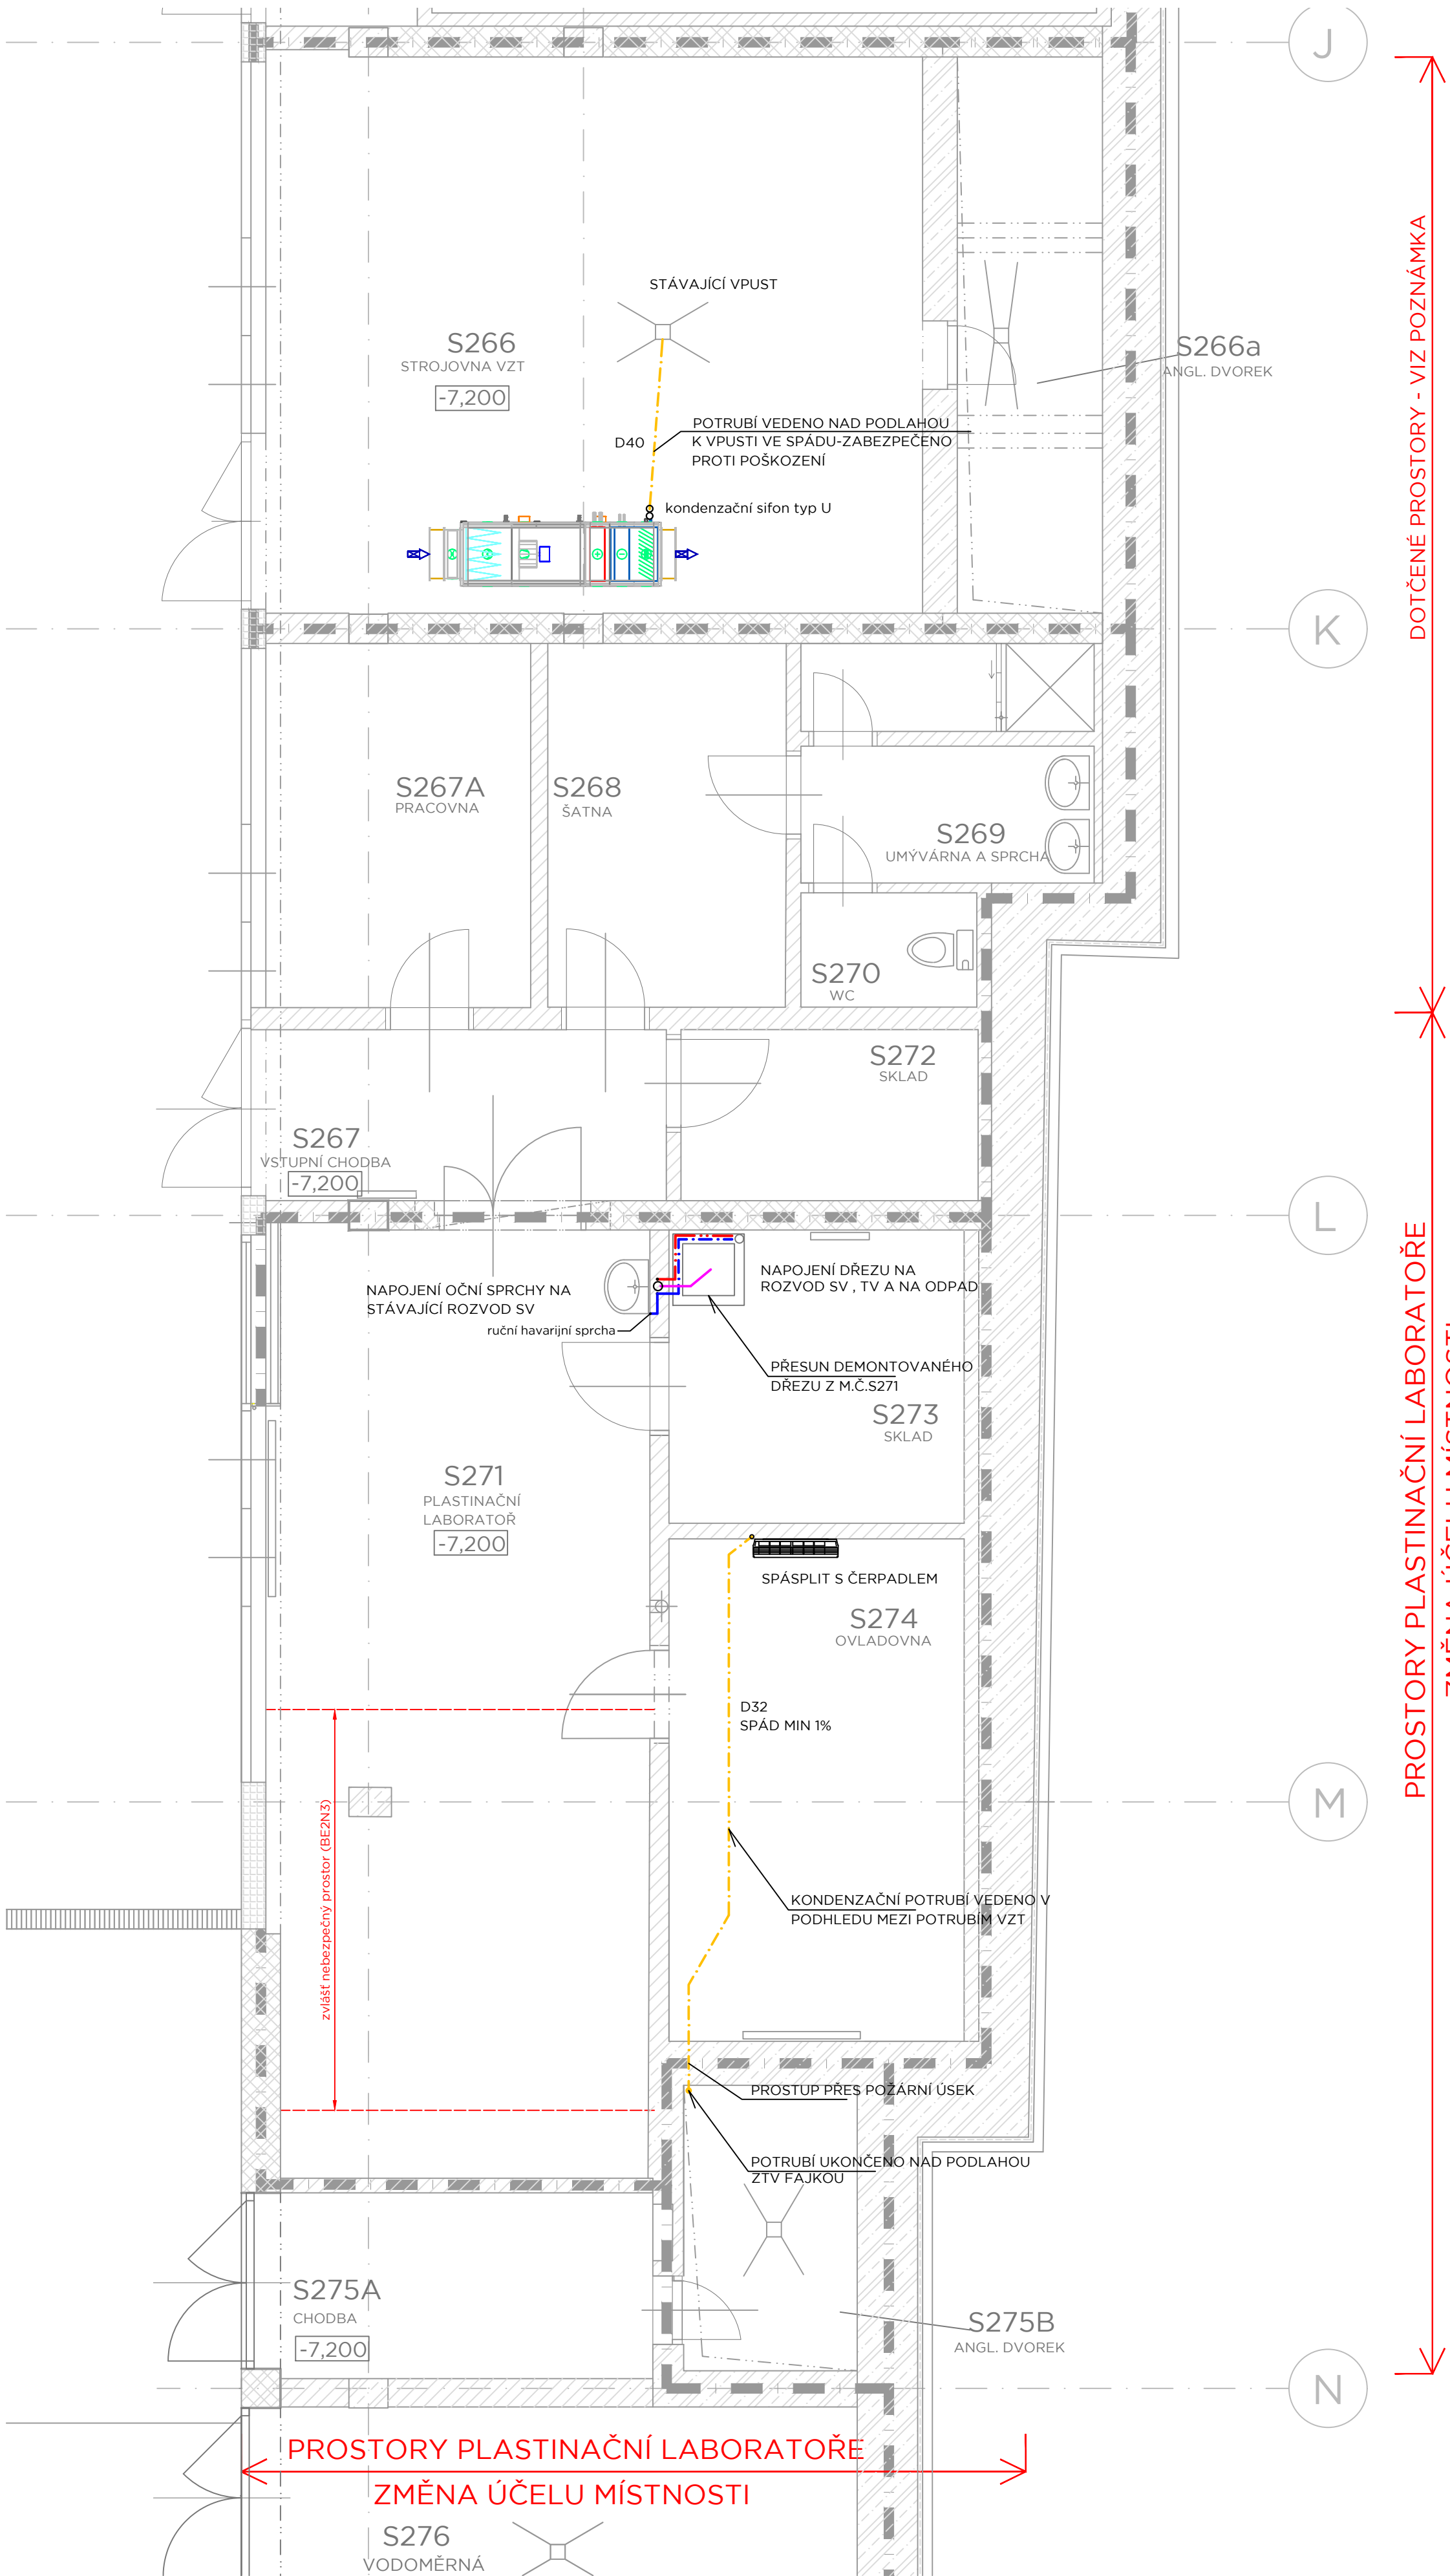 J
STÁVAJÍCÍ VPUST
S266
STROJOVNA VZT
-7,200
S266a
ANGL. DVOREK
D40
POTRUBÍ VEDENO NAD PODLAHOU
K VPUSTI VE SPÁDU-ZABEZPEČENO
PROTI POŠKOZENÍ
kondenzační sifon typ U
DOTČENÉ PROSTORY - VIZ POZNÁMKA
K
S267A
PRACOVNA
S268
ŠATNA
S269
UMÝVÁRNA A SPRCHA
S270
WC
S272
SKLAD
S267
VSTUPNÍ CHODBA
-7,200
L
NAPOJENÍ OČNÍ SPRCHY NA
STÁVAJÍCÍ ROZVOD SV
ruční havarijní sprcha
NAPOJENÍ DŘEZU NA
ROZVOD SV , TV A NA ODPAD
PŘESUN DEMONTOVANÉHO
DŘEZU Z M.Č.S271
S273
SKLAD
S271
PLASTINAČNÍ
LABORATOŘ
-7,200
PROSTORY PLASTINAČNÍ LABORATOŘE
ZMĚNA ÚČELU MÍSTNOSTI
SPÁSPLIT S ČERPADLEM
S274
OVLADOVNA
D32
SPÁD MIN 1%
M
zvlášť nebezpečný prostor (BE2N3)
KONDENZAČNÍ POTRUBÍ VEDENO V
PODHLEDU MEZI POTRUBÍM VZT
PROSTUP PŘES POŽÁRNÍ ÚSEK
POTRUBÍ UKONČENO NAD PODLAHOU
ZTV FAJKOU
S275A
CHODBA
-7,200
S275B
ANGL. DVOREK
N
PROSTORY PLASTINAČNÍ LABORATOŘE
ZMĚNA ÚČELU MÍSTNOSTI
S276
VODOMĚRNÁ